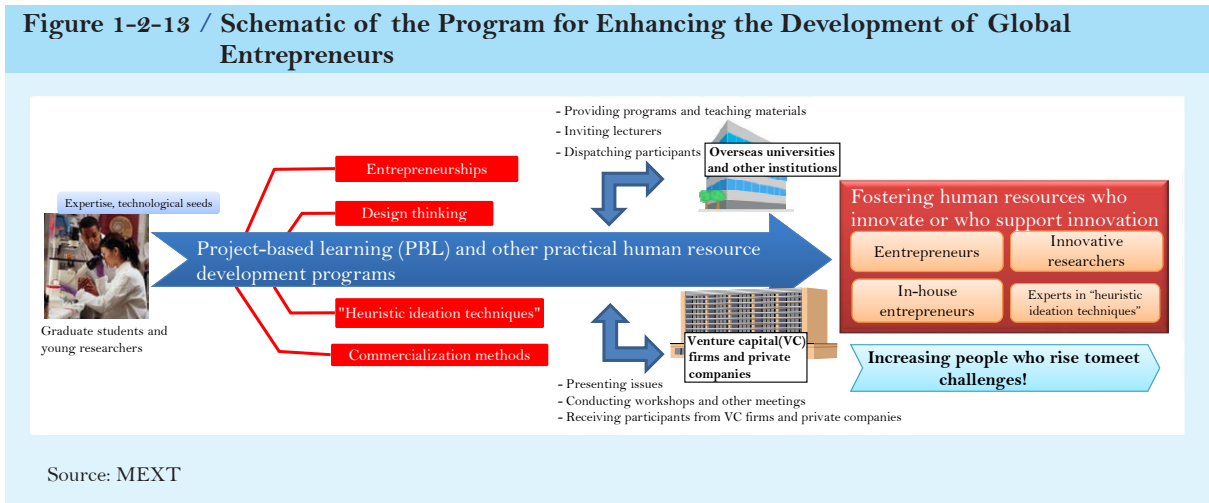 Figure 1-2-13 / Schematic of the Program for Enhancing the Development of Global
Entrepreneurs
- Providing programs and teaching materials
- Inviting lecturers
- Dispatching participants
Overseas universities
and other institutions
Entrepreneurships
Design thinking
Expertise, technological seeds
Project-based learning (PBL) and other practical human resource
development programs
"Heuristic ideation techniques"
Commercialization methods
Graduate students and
young researchers
Venture capital(VC)
firms and private
companies
- Presenting issues
- Conducting workshops and other meetings
- Receiving participants from VC firms and private companies
Fostering human resources who
innovate or who support innovation
Eentrepreneurs
Innovative
researchers
In-house
entrepreneurs
Experts in “heuristic
ideation techniques”
Increasing people who rise tomeet
challenges!
Source: MEXT